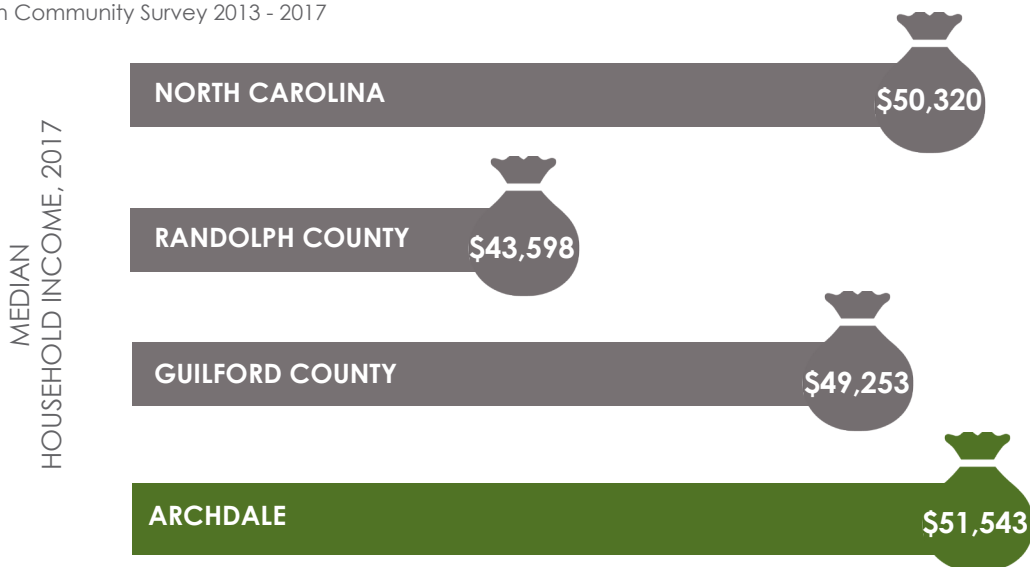 n Community Survey 2013 - 2017
MEDIAN
HOUSEHOLD INCOME, 2017
NORTH CAROLINA
$50,320
RANDOLPH COUNTY
$43,598
GUILFORD COUNTY
$49,253
ARCHDALE
$51,543